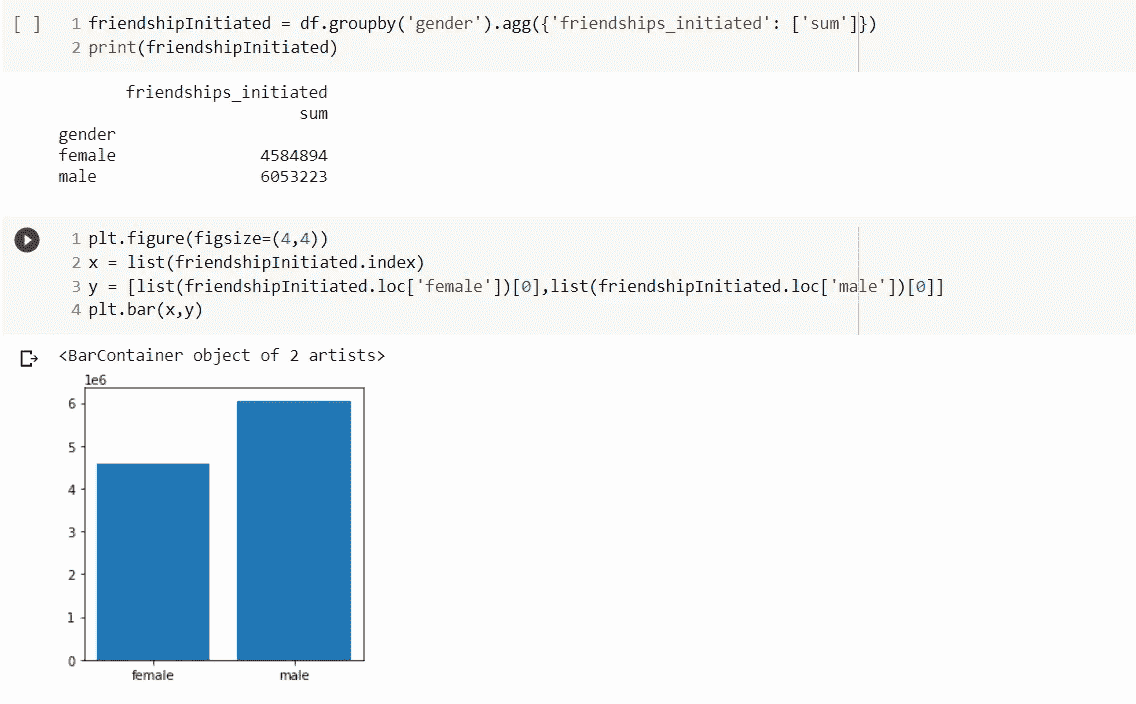 [ ] 1 friendshipInitiated = df.groupby('gender').agg({'friendships_initiated': ['sum']})
2 print(friendshipInitiated)
friendships_initiated
sum
gender
female 4584894
male 6053223
1 plt.figure(figsize=(4,4))
2 x = list(friendshipInitiated.index)
3 y = [list(friendshipInitiated.loc['female'])[0],list(friendshipInitiated.loc['male'])[0]]
4 plt.bar(x,y)
<BarContainer object of 2 artists>
1e6
6
5
4
3
2
1
0
female male